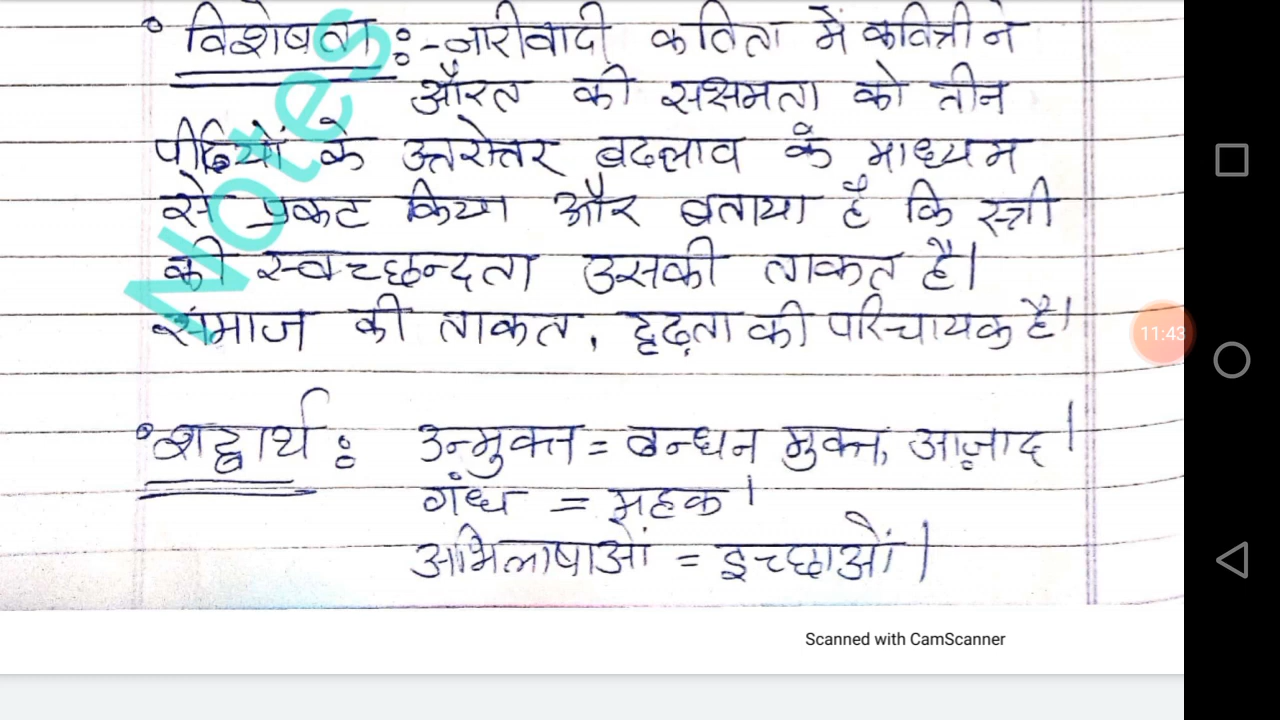 विशेषता :- नारीवादी कविता में कवित्री ने
औरत की सक्षमता को तीन
पीढियों के उत्तरोत्तर बदलाव के माध्यम
से प्रकट किया और बताया है कि स्त्री
की स्वच्छन्दता उसकी ताकत है।
समाज की ताकत, दृढ़ता की परिचायक है।
शब्दार्थ : उन्मुक्त = बन्धन मुक्त, आज़ाद।
गंध = महक।
अभिलाषाओं = इच्छाओं।
Notes
11:43
Scanned with CamScanner